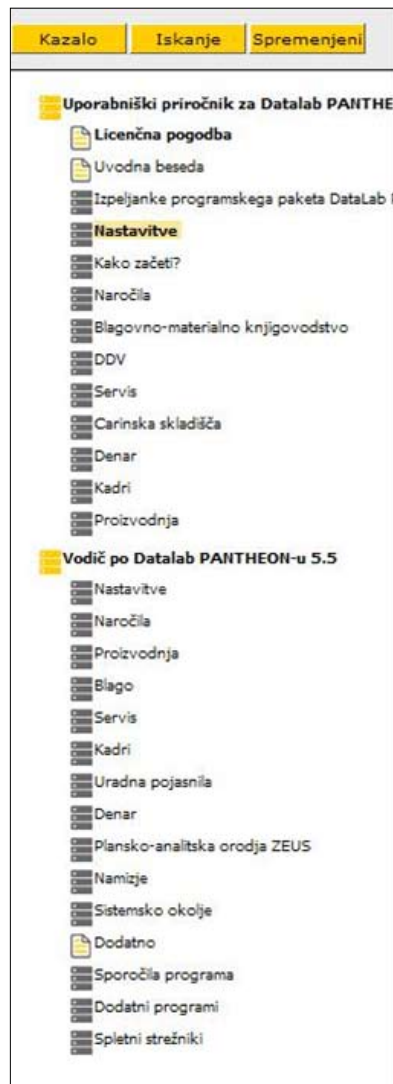 Kazalo Iskanje Spremenjeni
Uporabniški priročnik za Datalab PANTHE
Licenčna pogodba
Uvodna beseda
Izpeljanke programskega paketa DataLab
Nastavitve
Kako začeti?
Naročila
Blagovno-materialno knjigovodstvo
DDV
Servis
Carinska skladišča
Denar
Kadri
Proizvodnja
Vodič po Datalab PANTHEON-u 5.5
Nastavitve
Naročila
Proizvodnja
Blago
Servis
Kadri
Uradna pojasnila
Denar
Plansko-analitska orodja ZEUS
Namizje
Sistemsko okolje
Dodatno
Sporočila programa
Dodatni programi
Spletni strežniki